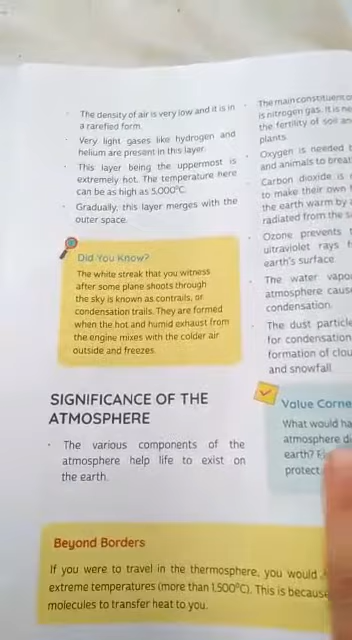 The density of air is very low and it is in
a rarefied form.
Very light gases like hydrogen and
helium are present in this layer.
This layer being the uppermost is
extremely hot. The temperature here
can be as high as 5,000°C.
Gradually, this layer merges with the
outer space.
Did You Know?
The white streak that you witness
after some plane shoots through
the sky is known as contrails, or
condensation trails. They are formed
when the hot and humid exhaust from
the engine mixes with the colder air
outside and freezes.
SIGNIFICANCE OF THE
ATMOSPHERE
• The various components of the
atmosphere help life to exist on
the earth.
The main constituent
is nitrogen gas. It is
the fertility of soil
plants.
Oxygen is needed
and animals to
Carbon dioxide is
to make their own
the earth warm by
radiated from the
Ozone prevents
ultraviolet rays
earth's surface.
The water
atmosphere
condensation.
The dust
for condensation
formation of
and snowfall
Value
What would
atmosphere
earth?
protect
Beyond Borders
If you were to travel in the thermosphere, you would
extreme temperatures (more than 1,500°C). This is because
molecules to transfer heat to you.